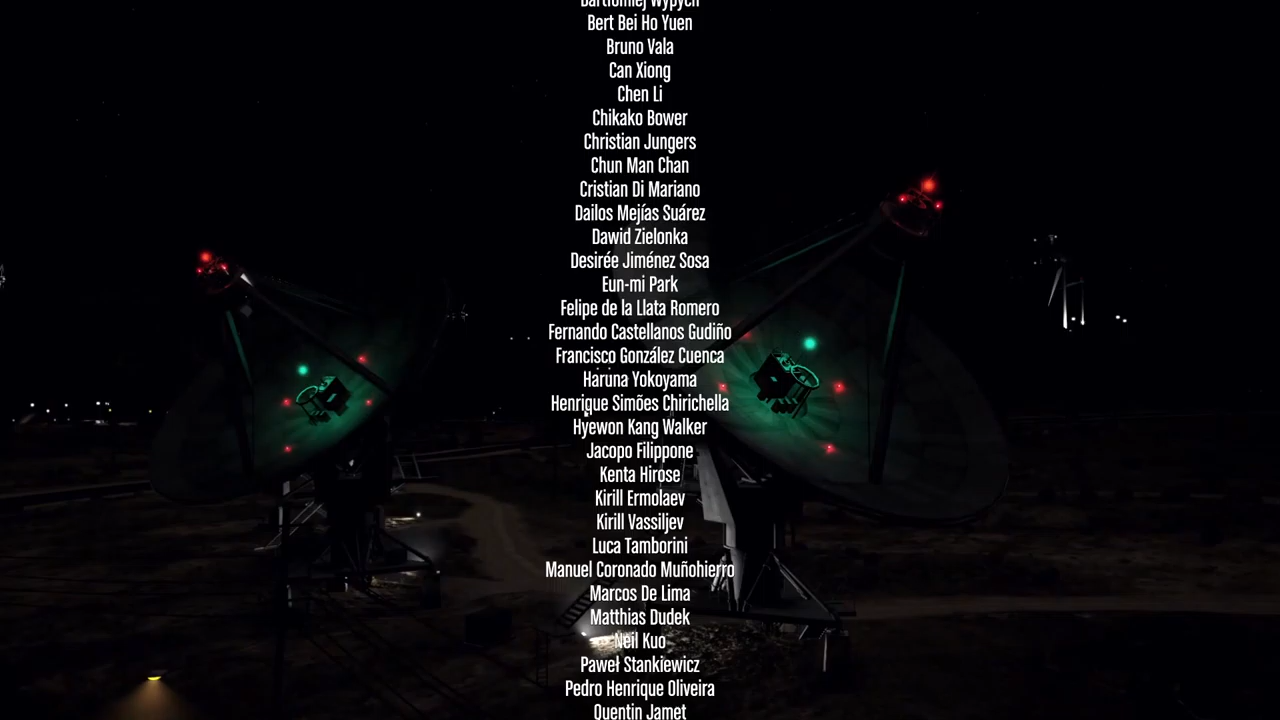 Bartłomiej Wypych
Bert Bei Ho Yuen
Bruno Vala
Can Xiong
Chen Li
Chikako Bower
Christian Jungers
Chun Man Chan
Cristian Di Mariano
Dailos Mejías Suárez
Dawid Zielonka
Desirée Jiménez Sosa
Eun-mi Park
Felipe de la Llata Romero
Fernando Castellanos Gudiño
Francisco González Cuenca
Haruna Yokoyama
Henrique Simões Chirichella
Hyewon Kang Walker
Jacopo Filippone
Kenta Hirose
Kirill Ermolaev
Kirill Vassiljev
Luca Tamborini
Manuel Coronado Muñohierro
Marcos De Lima
Matthias Dudek
Neil Kuo
Paweł Stankiewicz
Pedro Henrique Oliveira
Quentin Jamet